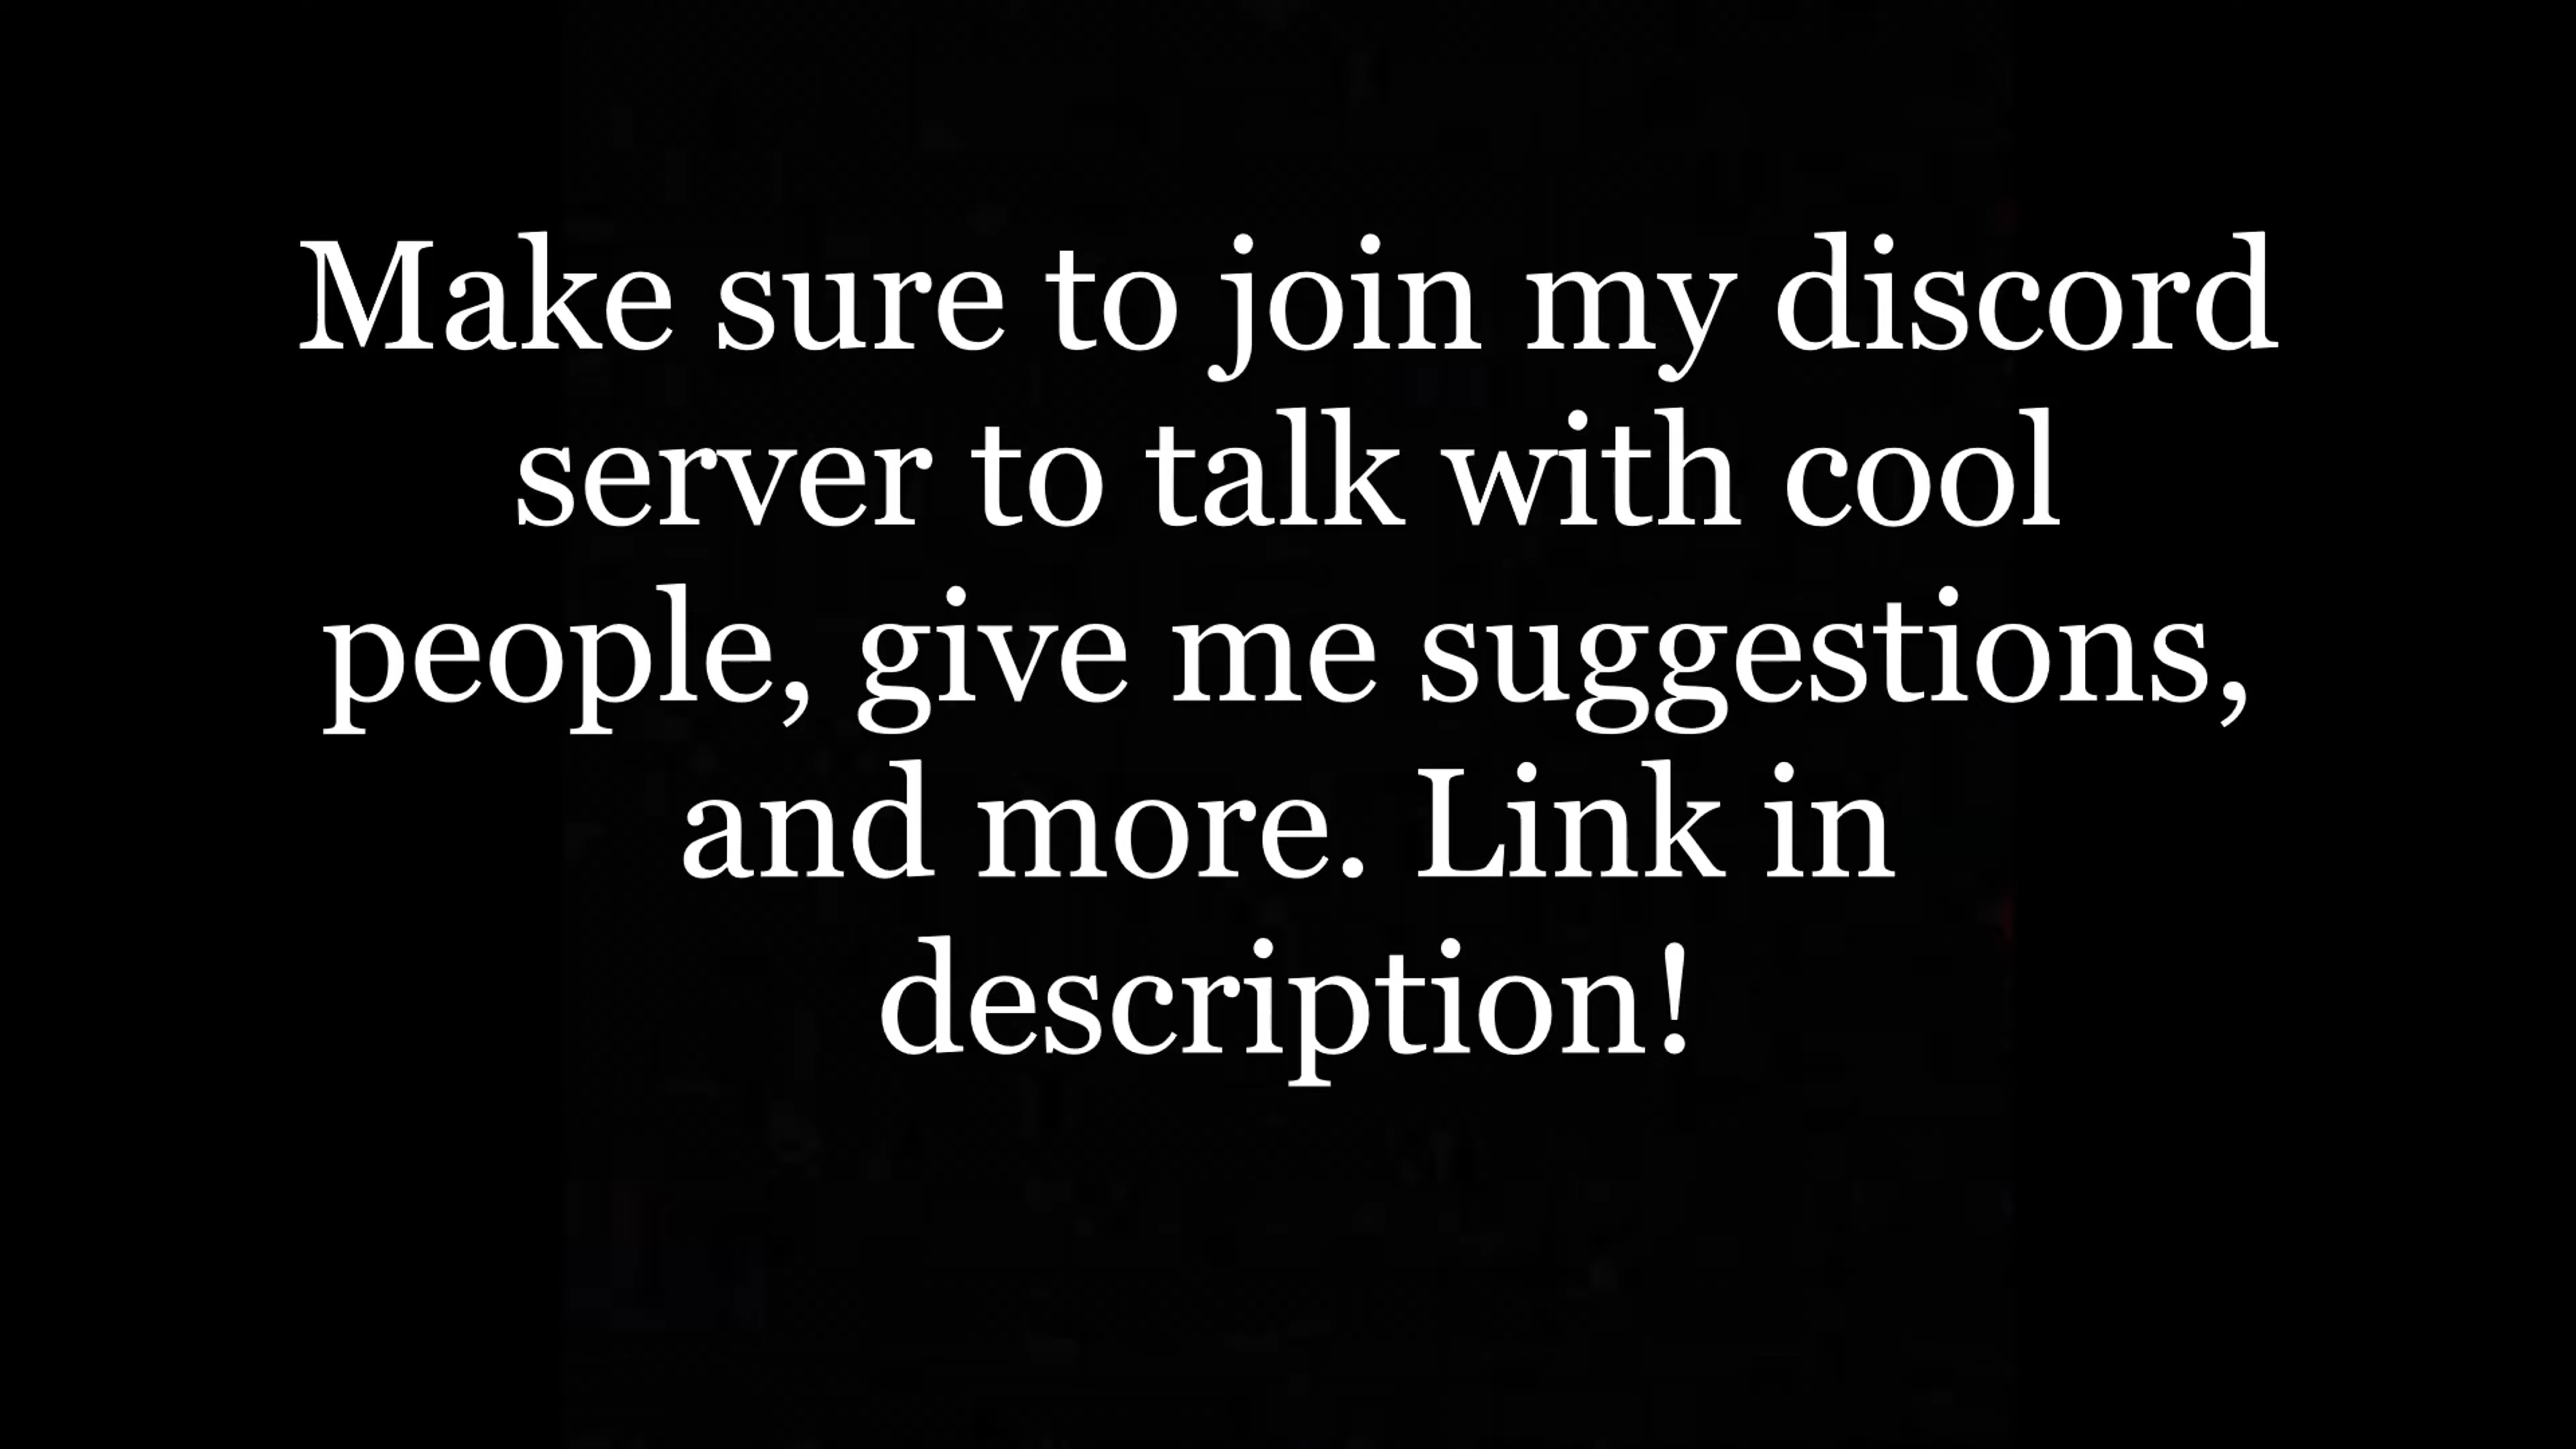 Make sure to join my discord
server to talk with cool
people, give me suggestions,
and more. Link in
description!